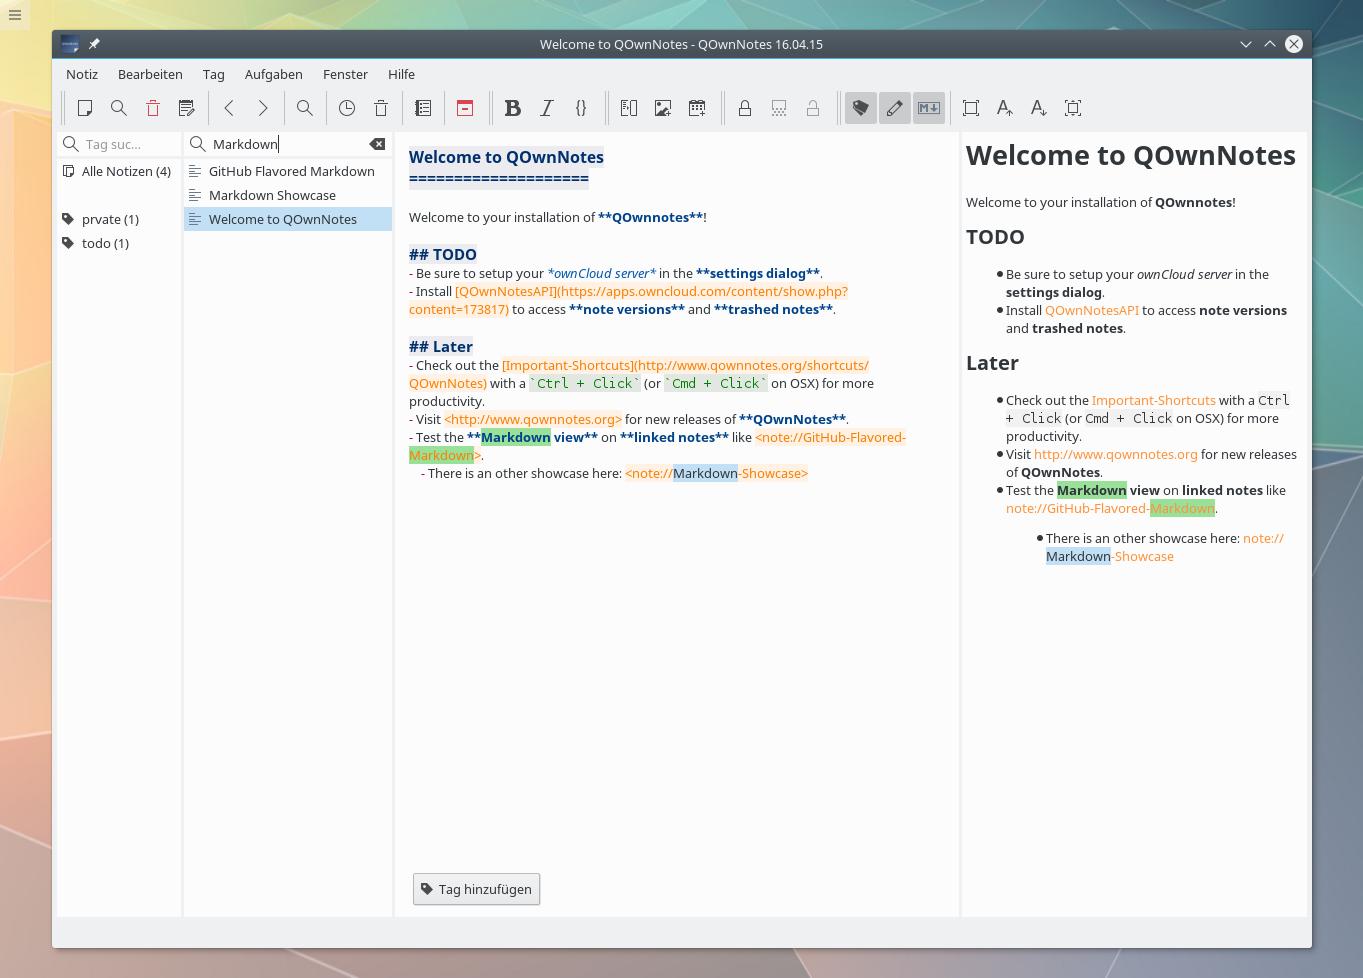 Welcome to QOwnNotes - QOwnNotes 16.04.15
Notiz Bearbeiten Tag Aufgaben Fenster Hilfe
B I {} M↓ A A
Tag suc...
Alle Notizen (4)
prvate (1)
todo (1)
Markdown
GitHub Flavored Markdown
Markdown Showcase
Welcome to QOwnNotes
Welcome to QOwnNotes
====================
Welcome to your installation of **QOwnnotes**!
## TODO
- Be sure to setup your *ownCloud server* in the **settings dialog**.
- Install [QOwnNotesAPI](https://apps.owncloud.com/content/show.php?
content=173817) to access **note versions** and **trashed notes**.
## Later
- Check out the [Important-Shortcuts](http://www.qownnotes.org/shortcuts/
QOwnNotes) with a `Ctrl + Click` (or `Cmd + Click` on OSX) for more
productivity.
- Visit <http://www.qownnotes.org> for new releases of **QOwnNotes**.
- Test the **Markdown view** on **linked notes** like <note://GitHub-Flavored-
Markdown>.
- There is an other showcase here: <note://Markdown-Showcase>
Tag hinzufügen
Welcome to QOwnNotes
Welcome to your installation of QOwnnotes!
TODO
Be sure to setup your ownCloud server in the
settings dialog.
Install QOwnNotesAPI to access note versions
and trashed notes.
Later
Check out the Important-Shortcuts with a Ctrl
+ Click (or Cmd + Click on OSX) for more
productivity.
Visit http://www.qownnotes.org for new releases
of QOwnNotes.
Test the Markdown view on linked notes like
note://GitHub-Flavored-Markdown.
There is an other showcase here: note://
Markdown-Showcase